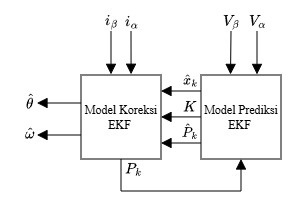 i_β i_α V_β V_α
x̂_k
θ̂ Model Koreksi EKF K Model Prediksi EKF
ω̂ P̂_k
P_k